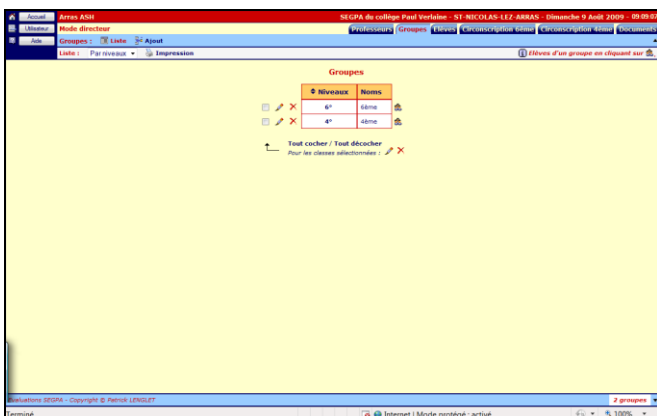 Accueil Arras ASH SEGPA du collège Paul Verlaine - ST-NICOLAS-LEZ-ARRAS - Dimanche 9 Août 2009 - 09:09:07
Utilisateur Mode directeur Professeurs Groupes Elèves Circonscription 6ème Circonscription 4ème Documents
Aide Groupes : Liste Ajout
Liste : Par niveaux Impression Elèves d'un groupe en cliquant sur
Groupes
Niveaux Noms
6° 6ème
4° 4ème
Tout cocher / Tout décocher
Pour les classes sélectionnées :
Evaluations SEGPA - Copyright © Patrick LENGLET 2 groupes
Terminé Internet | Mode protégé : activé 100%